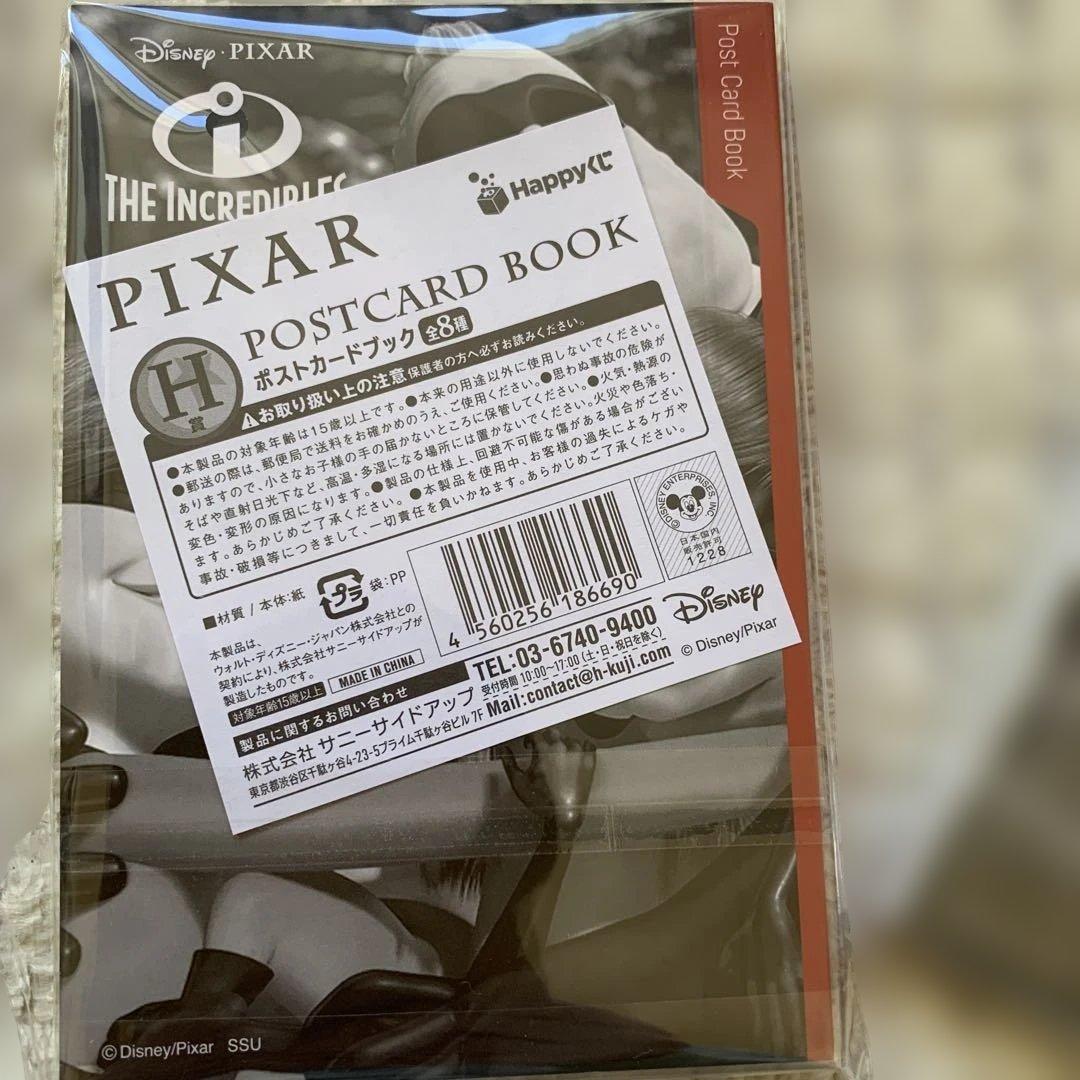 Disney · PIXAR
Post Card Book
THE INCREDIBLES
Happyくじ
PIXAR
POSTCARD BOOK
H賞
ポストカードブック 全8種
⚠お取り扱い上の注意 保護者の方へ必ずお読みください。
●本製品の対象年齢は15歳以上です。●本来の用途以外に使用しないでください。
●郵送の際は、郵便局で送料をお確かめのうえ、ご使用ください。●思わぬ事故の危険が
ありますので、小さなお子様の手の届かないところに保管してください。●火気・熱源の
そばや直射日光下など、高温・多湿になる場所には置かないでください。火災や色落ち・
変色・変形の原因になります。●製品の仕様上、回避不可能な傷がある場合がござい
ます。あらかじめご了承ください。●本製品を使用中、お客様の過失によるケガや
事故・破損等につきまして、一切責任を負いかねます。あらかじめご了承ください。
■材質 / 本体:紙
プラ
袋:PP
4 560256 186690
©DISNEY ENTERPRISES, INC.
日本国内
販売許可
1228
本製品は、
ウォルト・ディズニー・ジャパン株式会社との
契約により、株式会社サニーサイドアップが
製造したものです。
対象年齢15歳以上
MADE IN CHINA
Disney
© Disney/Pixar
製品に関するお問い合わせ
TEL:03-6740-9400
受付時間 10:00~17:00 (土・日・祝日を除く)
株式会社 サニーサイドアップ
Mail:contact@h-kuji.com
東京都渋谷区千駄ヶ谷4-23-5プライム千駄ヶ谷ビル 7F
©Disney/Pixar SSU